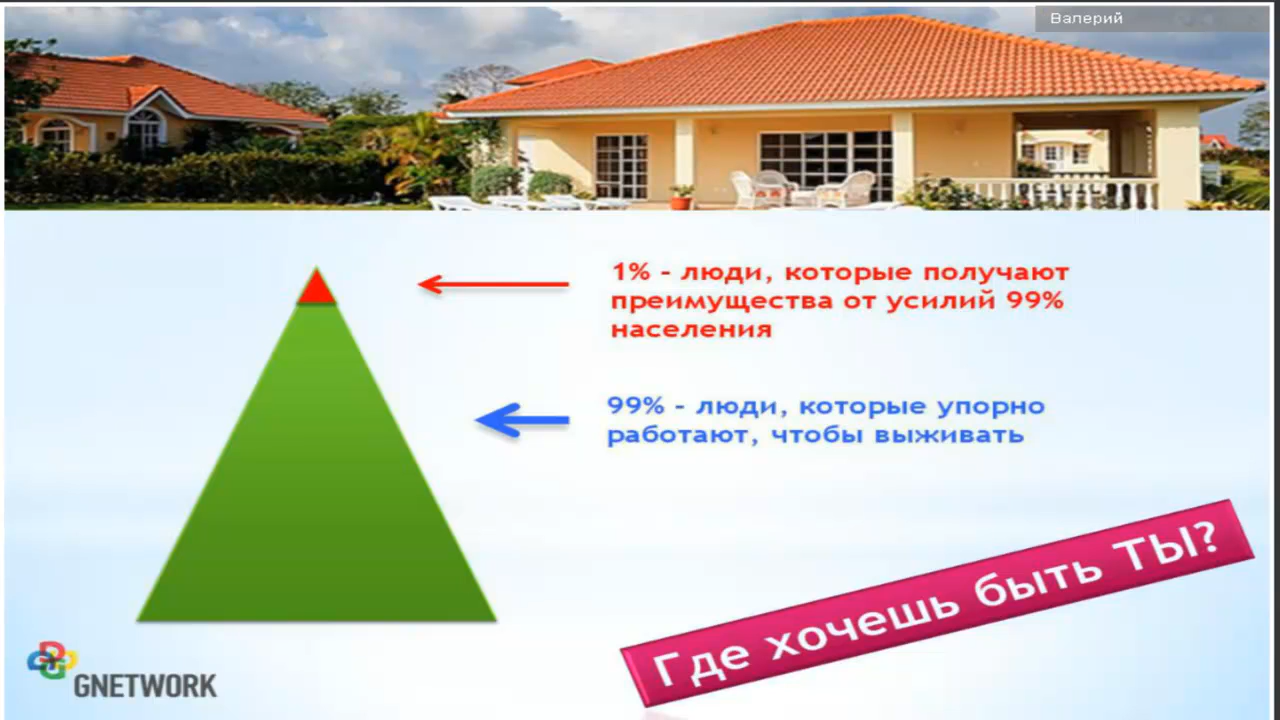 Валерий
1% - люди, которые получают
преимущества от усилий 99%
населения
99% - люди, которые упорно
работают, чтобы выживать
Где хочешь быть ТЫ?
GNETWORK